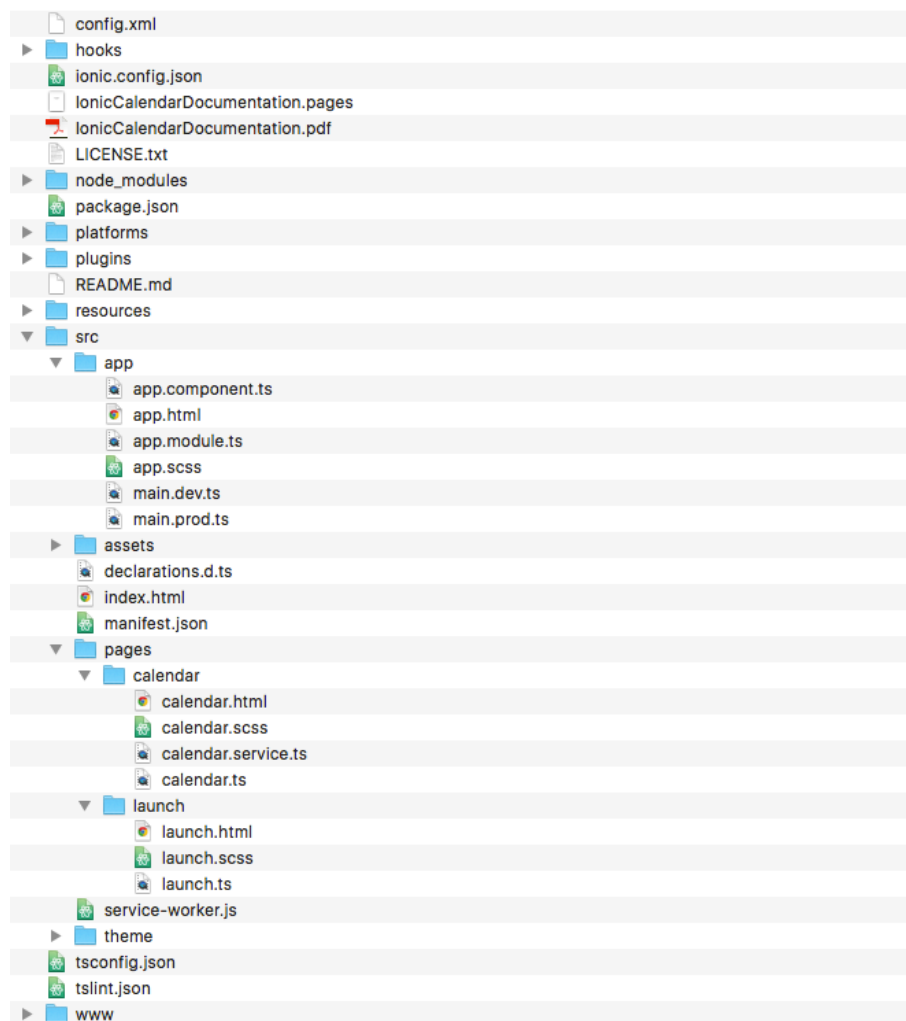 config.xml
hooks
ionic.config.json
IonicCalendarDocumentation.pages
IonicCalendarDocumentation.pdf
LICENSE.txt
node_modules
package.json
platforms
plugins
README.md
resources
src
app
app.component.ts
app.html
app.module.ts
app.scss
main.dev.ts
main.prod.ts
assets
declarations.d.ts
index.html
manifest.json
pages
calendar
calendar.html
calendar.scss
calendar.service.ts
calendar.ts
launch
launch.html
launch.scss
launch.ts
service-worker.js
theme
tsconfig.json
tslint.json
www